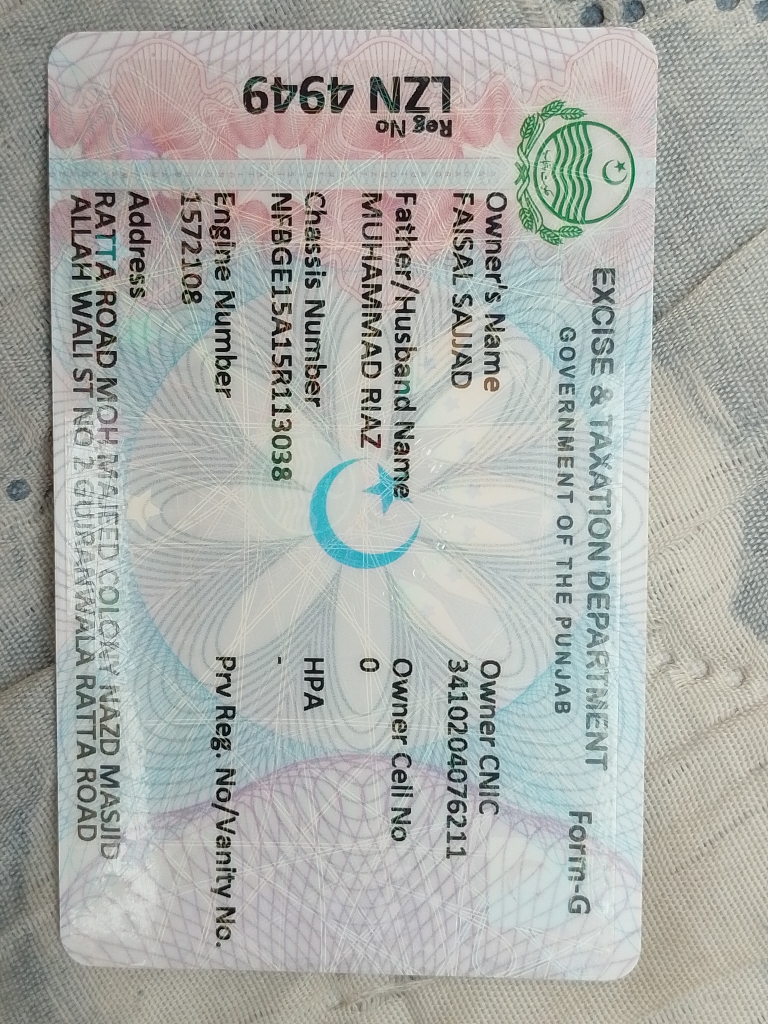 EXCISE & TAXATION DEPARTMENT
GOVERNMENT OF THE PUNJAB
Form-G
Reg No
LZN 4949
Owner's Name
FAISAL SAJJAD
Owner CNIC
3410204076211
Father/Husband Name
MUHAMMAD RIAZ
Owner Cell No
0
Chassis Number
NFBGE15A15R113038
HPA
-
Engine Number
1572108
Prv Reg. No/Vanity No.
Address
RATTA ROAD MOH MAJEED COLONY NAZD MASJID
ALLAH WALI ST NO 2 GUJRANWALA RATTA ROAD